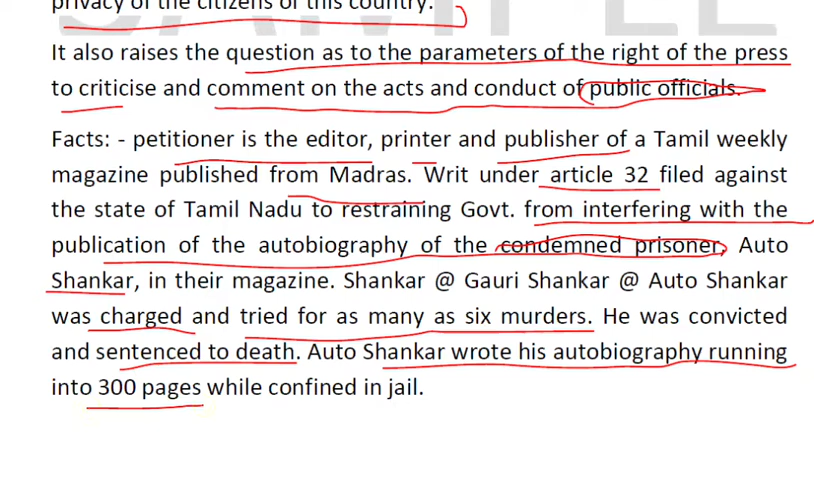 privacy of the citizens of this country.
It also raises the question as to the parameters of the right of the press
to criticise and comment on the acts and conduct of public officials.
Facts: - petitioner is the editor, printer and publisher of a Tamil weekly
magazine published from Madras. Writ under article 32 filed against
the state of Tamil Nadu to restraining Govt. from interfering with the
publication of the autobiography of the condemned prisoner, Auto
Shankar, in their magazine. Shankar @ Gauri Shankar @ Auto Shankar
was charged and tried for as many as six murders. He was convicted
and sentenced to death. Auto Shankar wrote his autobiography running
into 300 pages while confined in jail.